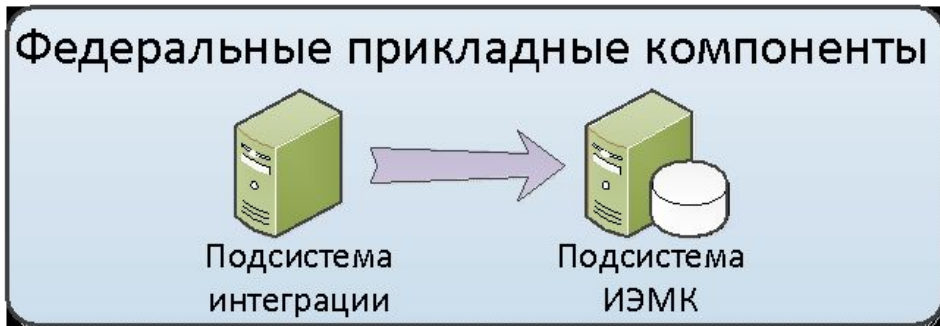 Федеральные прикладные компоненты
Подсистема
интеграции
Подсистема
ИЭМК